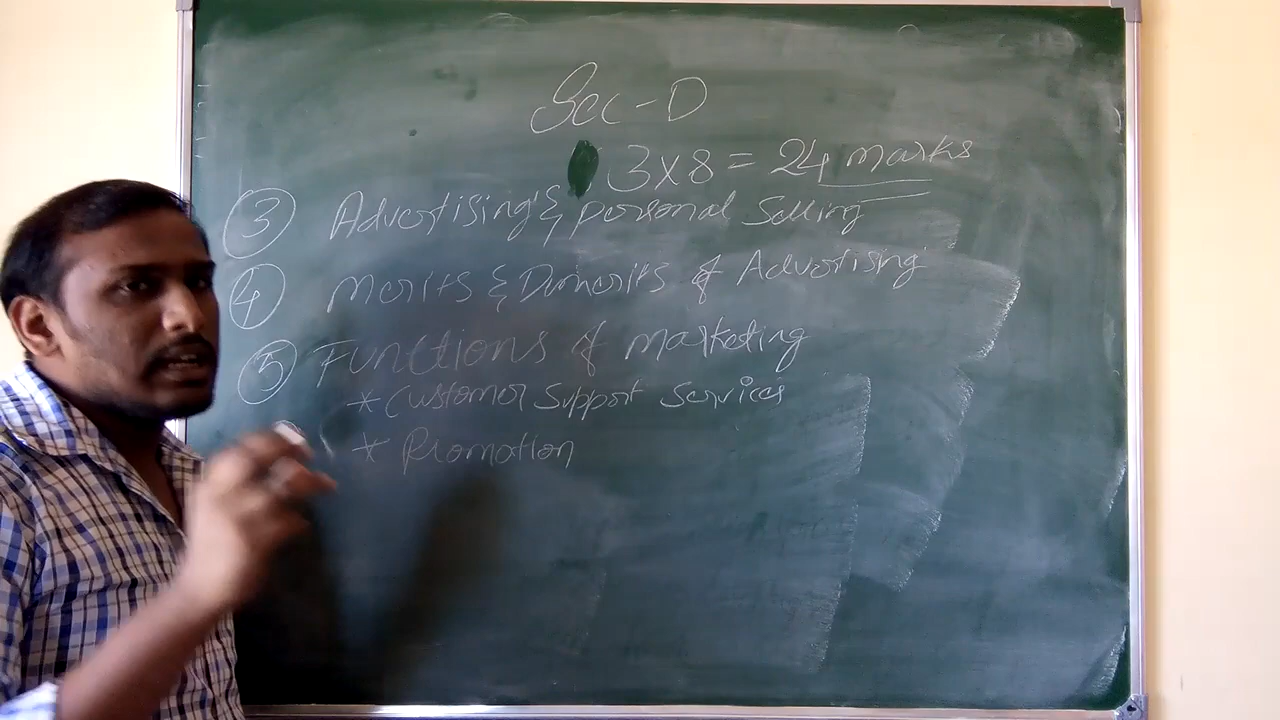 Sec-D
3x8 = 24 marks
③ Advertising & personal Selling
④ Merits & Dimerits of Advertising
⑤ Functions of marketing
* Customer Support Services
* Promotion